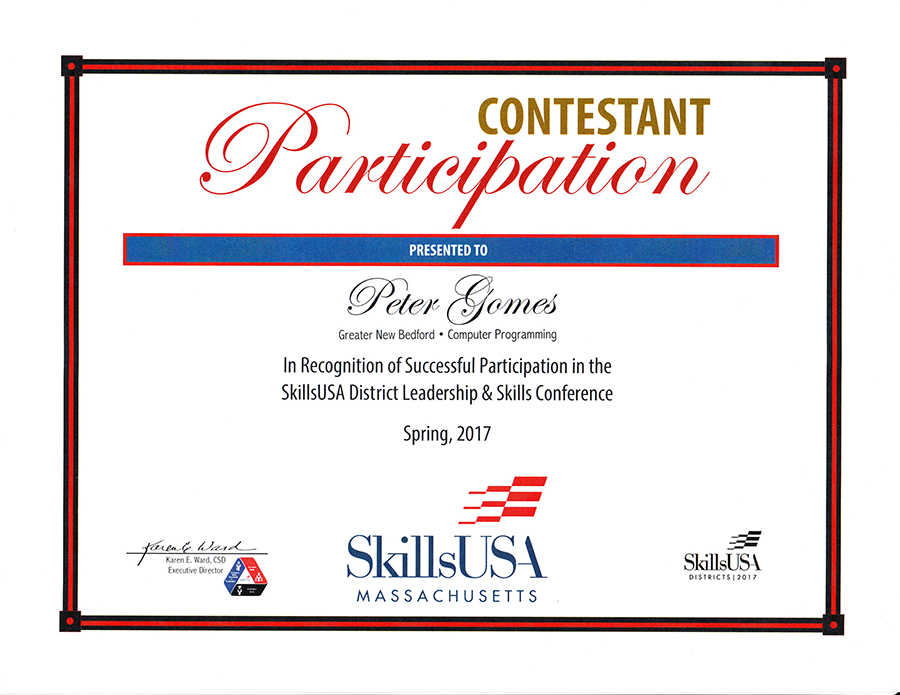 CONTESTANT
Participation
PRESENTED TO
Peter Gomes
Greater New Bedford • Computer Programming
In Recognition of Successful Participation in the
SkillsUSA District Leadership & Skills Conference
Spring, 2017
Karen E. Ward
Karen E. Ward, CSD
Executive Director
SkillsUSA
MASSACHUSETTS
SkillsUSA
DISTRICTS | 2017